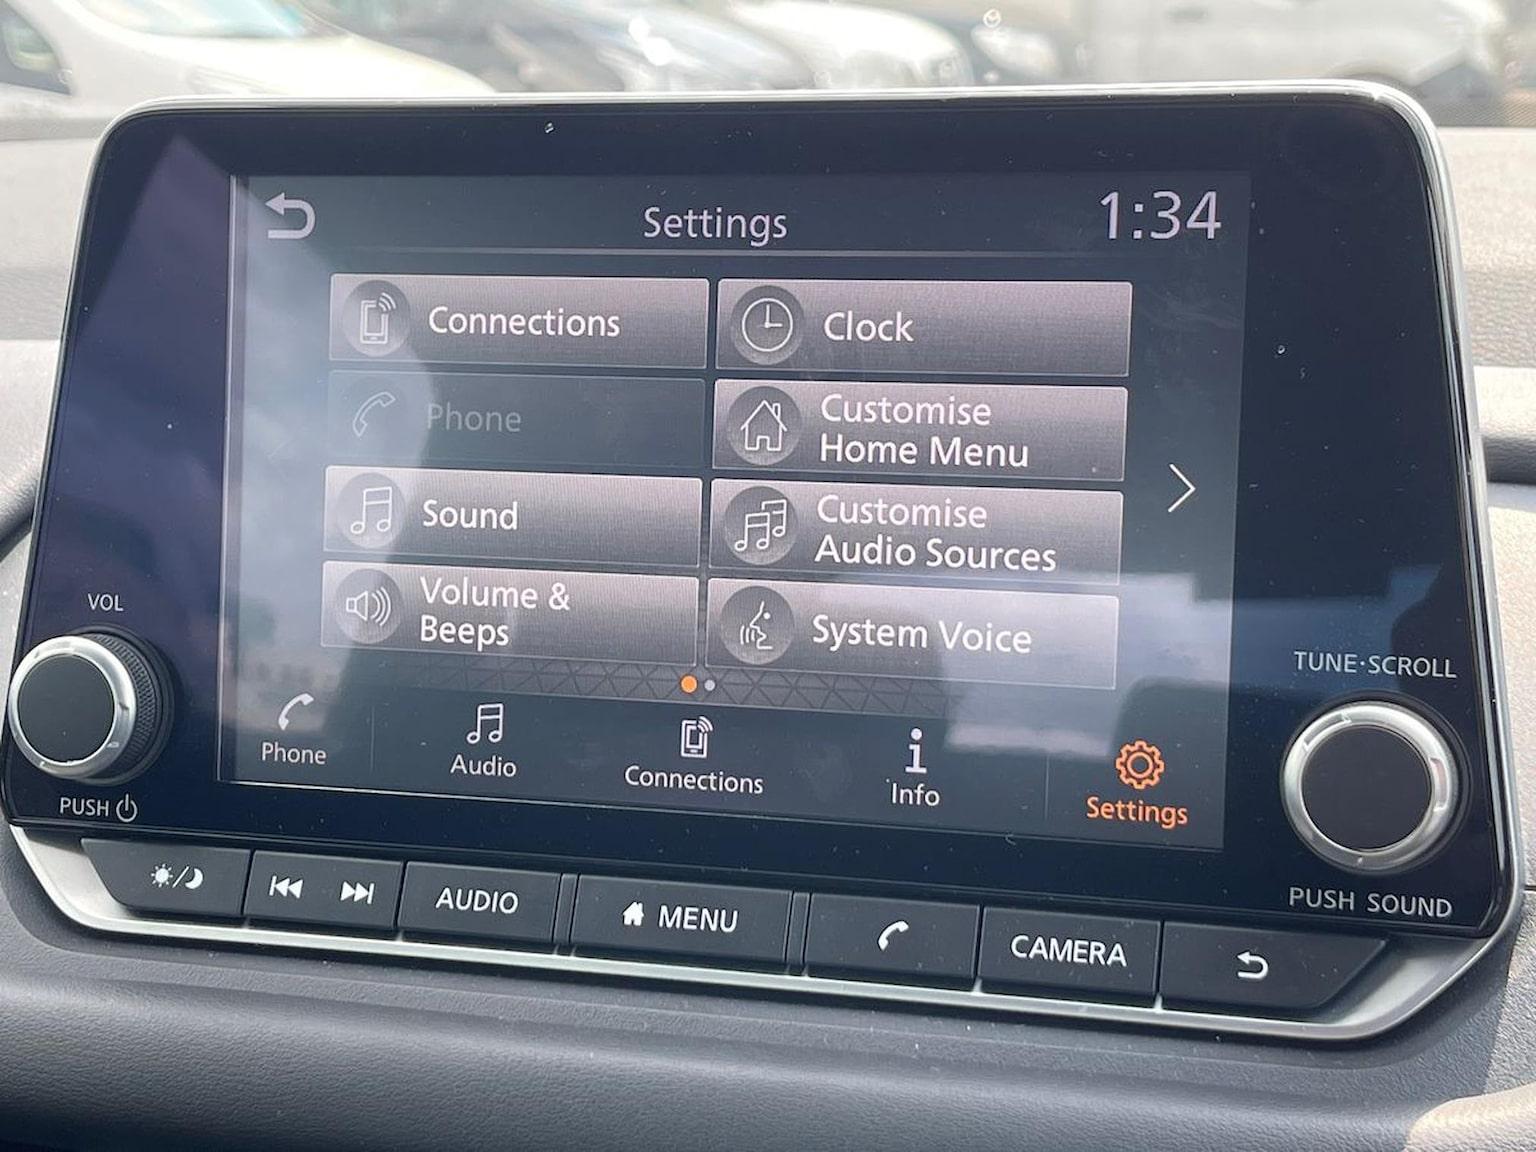 Settings
1:34
Connections
Clock
Phone
Customise
Home Menu
Sound
Customise
Audio Sources
Volume &
Beeps
System Voice
VOL
TUNE·SCROLL
Phone
Audio
Connections
Info
Settings
PUSH
PUSH SOUND
AUDIO
MENU
CAMERA